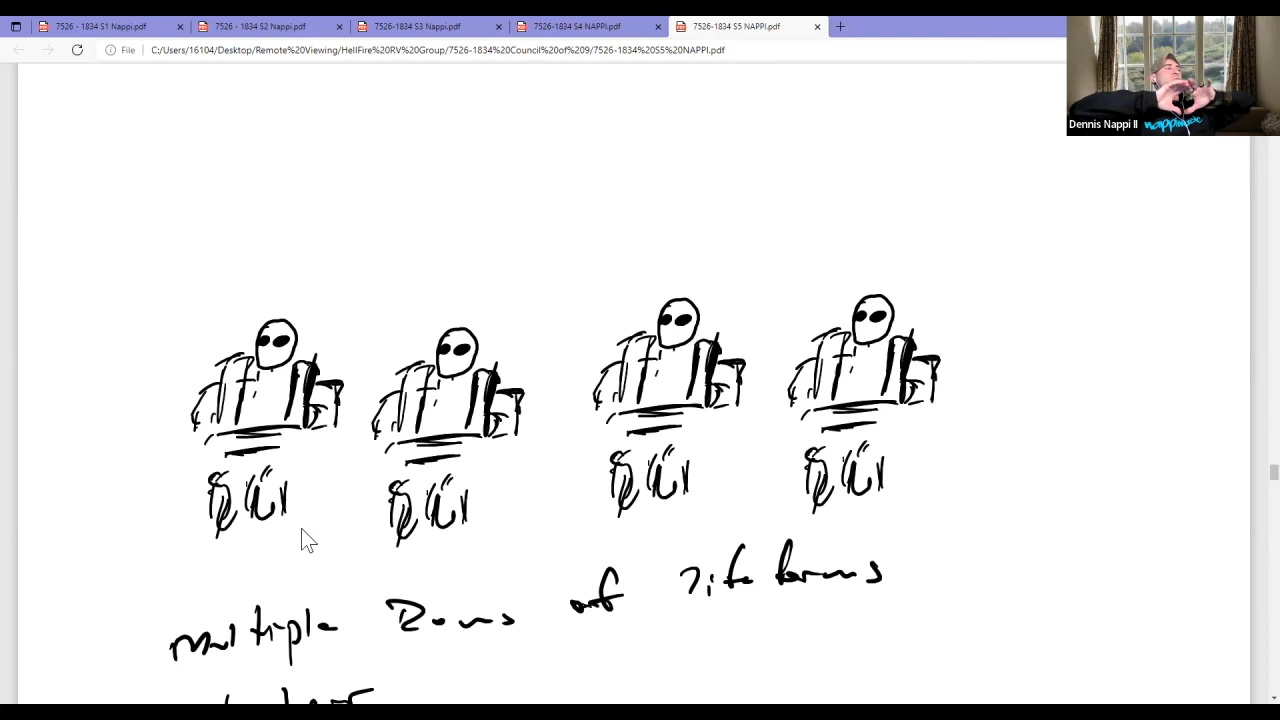 7526 - 1834 S1 Nappi.pdf
7526 - 1834 S2 Nappi.pdf
7526-1834 S3 Nappi.pdf
7526-1834 S4 NAPPI.pdf
7526-1834 S5 NAPPI.pdf
File C:/Users/16104/Desktop/Remote%20Viewing/HellFire%20RV%20Group/7526-1834%20Council%20of%209/7526-1834%20S5%20NAPPI.pdf
Dennis Nappi II
multiple Rows of life forms